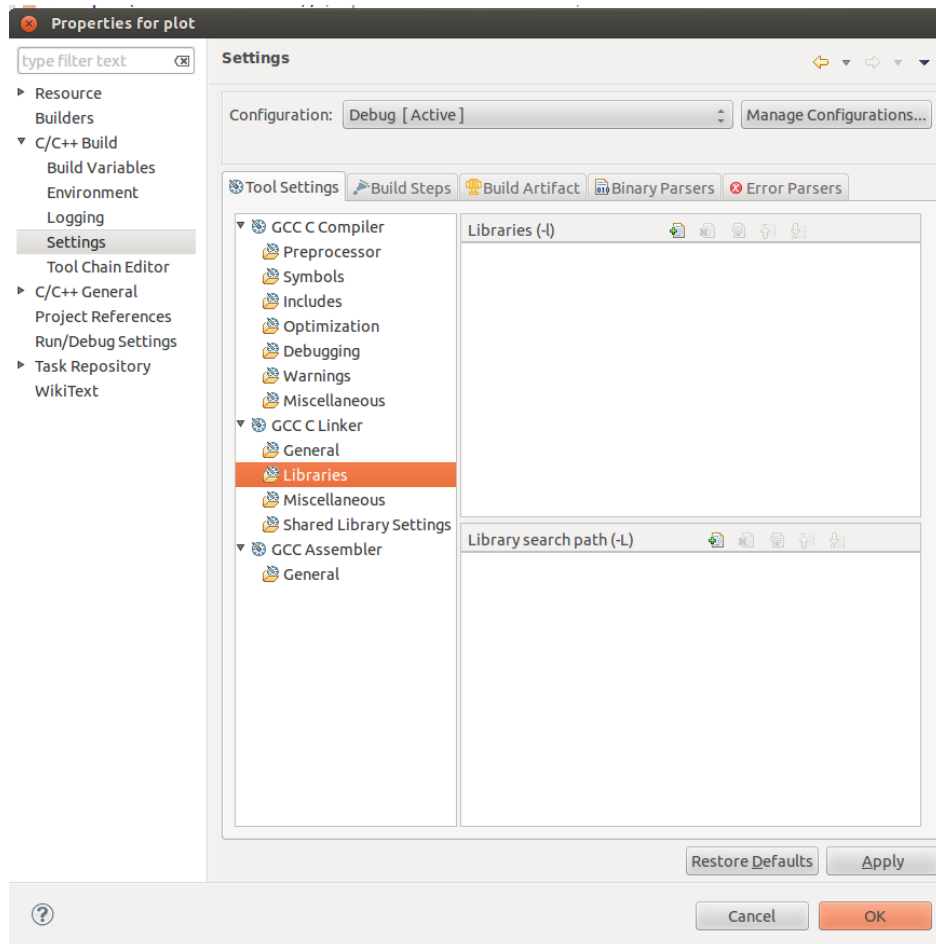 Properties for plot
type filter text
Settings
Resource
Builders
C/C++ Build
Build Variables
Environment
Logging
Settings
Tool Chain Editor
C/C++ General
Project References
Run/Debug Settings
Task Repository
WikiText
Configuration: Debug [ Active ] Manage Configurations...
Tool Settings Build Steps Build Artifact Binary Parsers Error Parsers
GCC C Compiler
Preprocessor
Symbols
Includes
Optimization
Debugging
Warnings
Miscellaneous
GCC C Linker
General
Libraries
Miscellaneous
Shared Library Settings
GCC Assembler
General
Libraries (-l)
Library search path (-L)
Restore Defaults Apply
Cancel OK